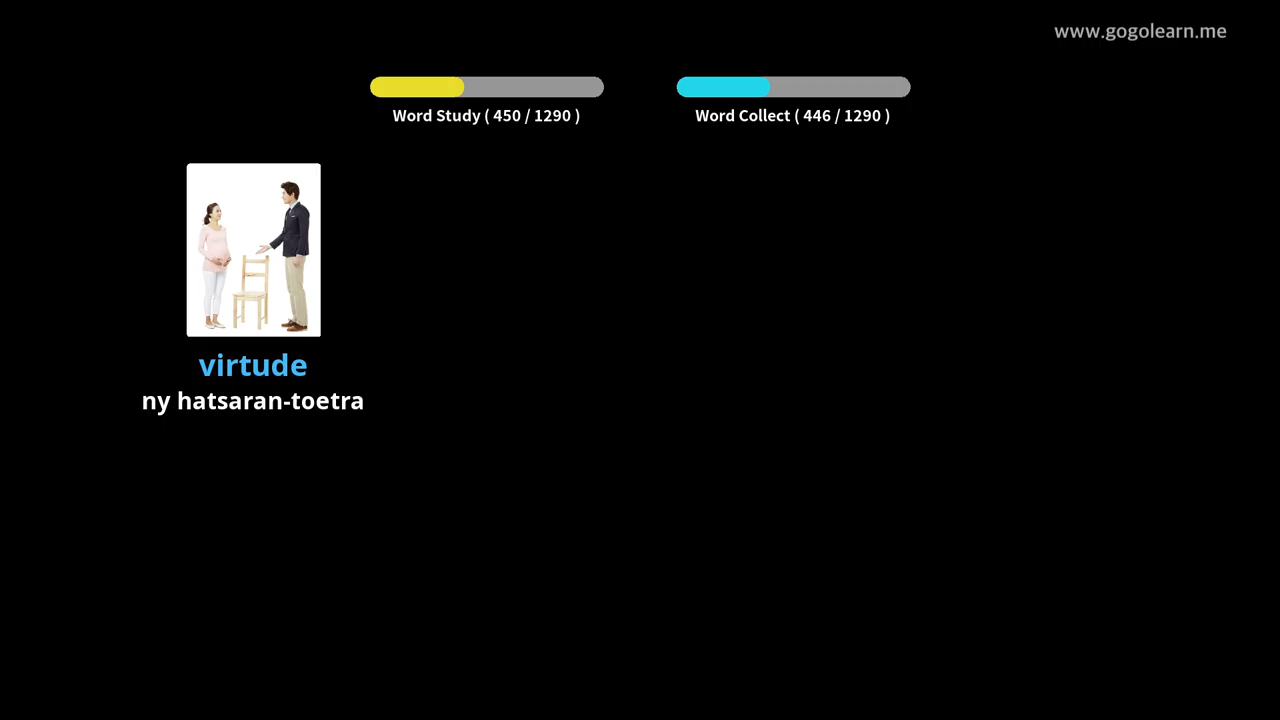 www.gogolearn.me
Word Study ( 450 / 1290 )
Word Collect ( 446 / 1290 )
virtude
ny hatsaran-toetra